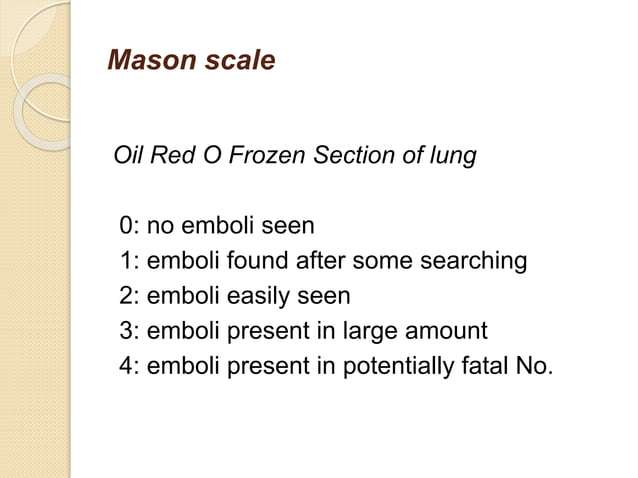 Mason scale
Oil Red O Frozen Section of lung
0: no emboli seen
1: emboli found after some searching
2: emboli easily seen
3: emboli present in large amount
4: emboli present in potentially fatal No.